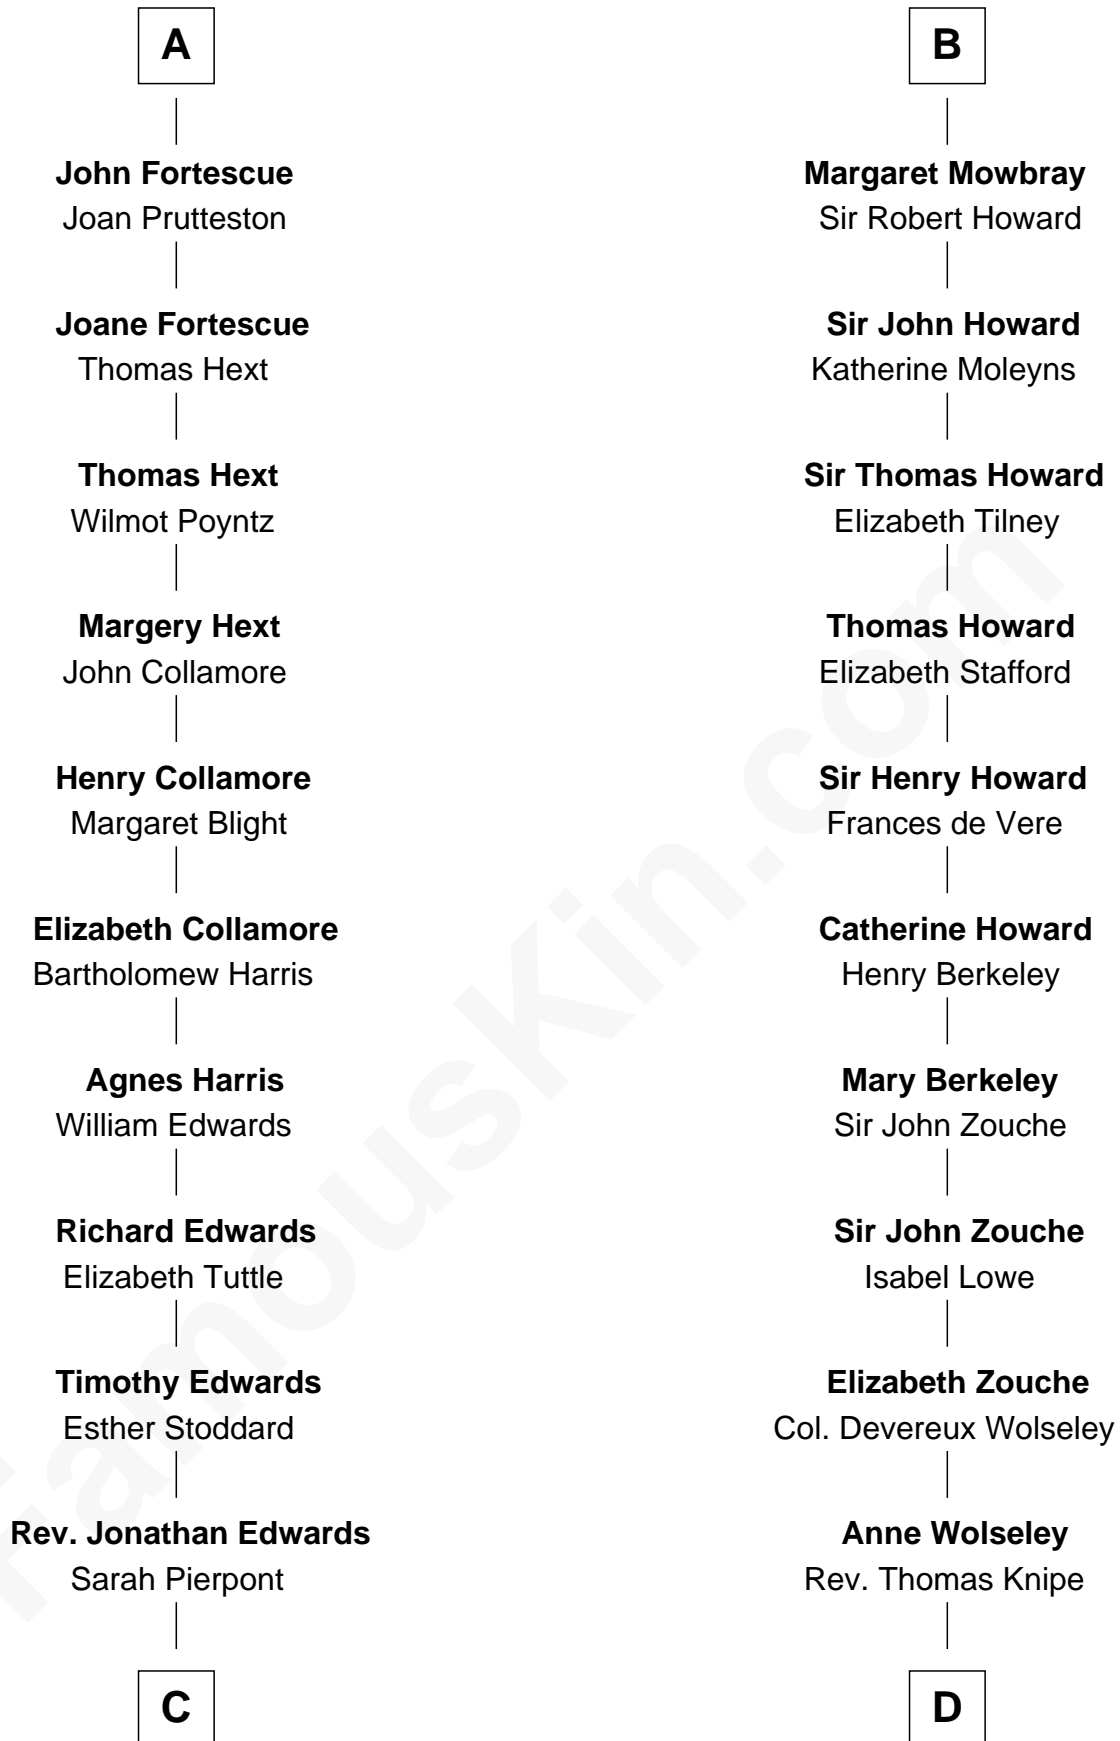 A
John Fortescue
Joan Prutteston
Joane Fortescue
Thomas Hext
Thomas Hext
Wilmot Poyntz
Margery Hext
John Collamore
Henry Collamore
Margaret Blight
Elizabeth Collamore
Bartholomew Harris
Agnes Harris
William Edwards
Richard Edwards
Elizabeth Tuttle
Timothy Edwards
Esther Stoddard
Rev. Jonathan Edwards
Sarah Pierpont
C
B
Margaret Mowbray
Sir Robert Howard
Sir John Howard
Katherine Moleyns
Sir Thomas Howard
Elizabeth Tilney
Thomas Howard
Elizabeth Stafford
Sir Henry Howard
Frances de Vere
Catherine Howard
Henry Berkeley
Mary Berkeley
Sir John Zouche
Sir John Zouche
Isabel Lowe
Elizabeth Zouche
Col. Devereux Wolseley
Anne Wolseley
Rev. Thomas Knipe
D
famouskin.com